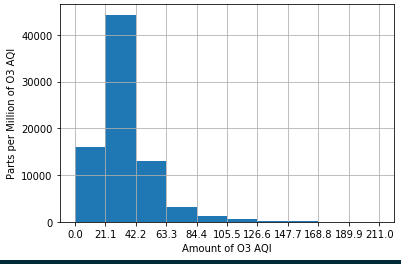 40000
30000
20000
10000
0
Parts per Million of O3 AQI
0.0 21.1 42.2 63.3 84.4 105.5 126.6 147.7 168.8 189.9 211.0
Amount of O3 AQI